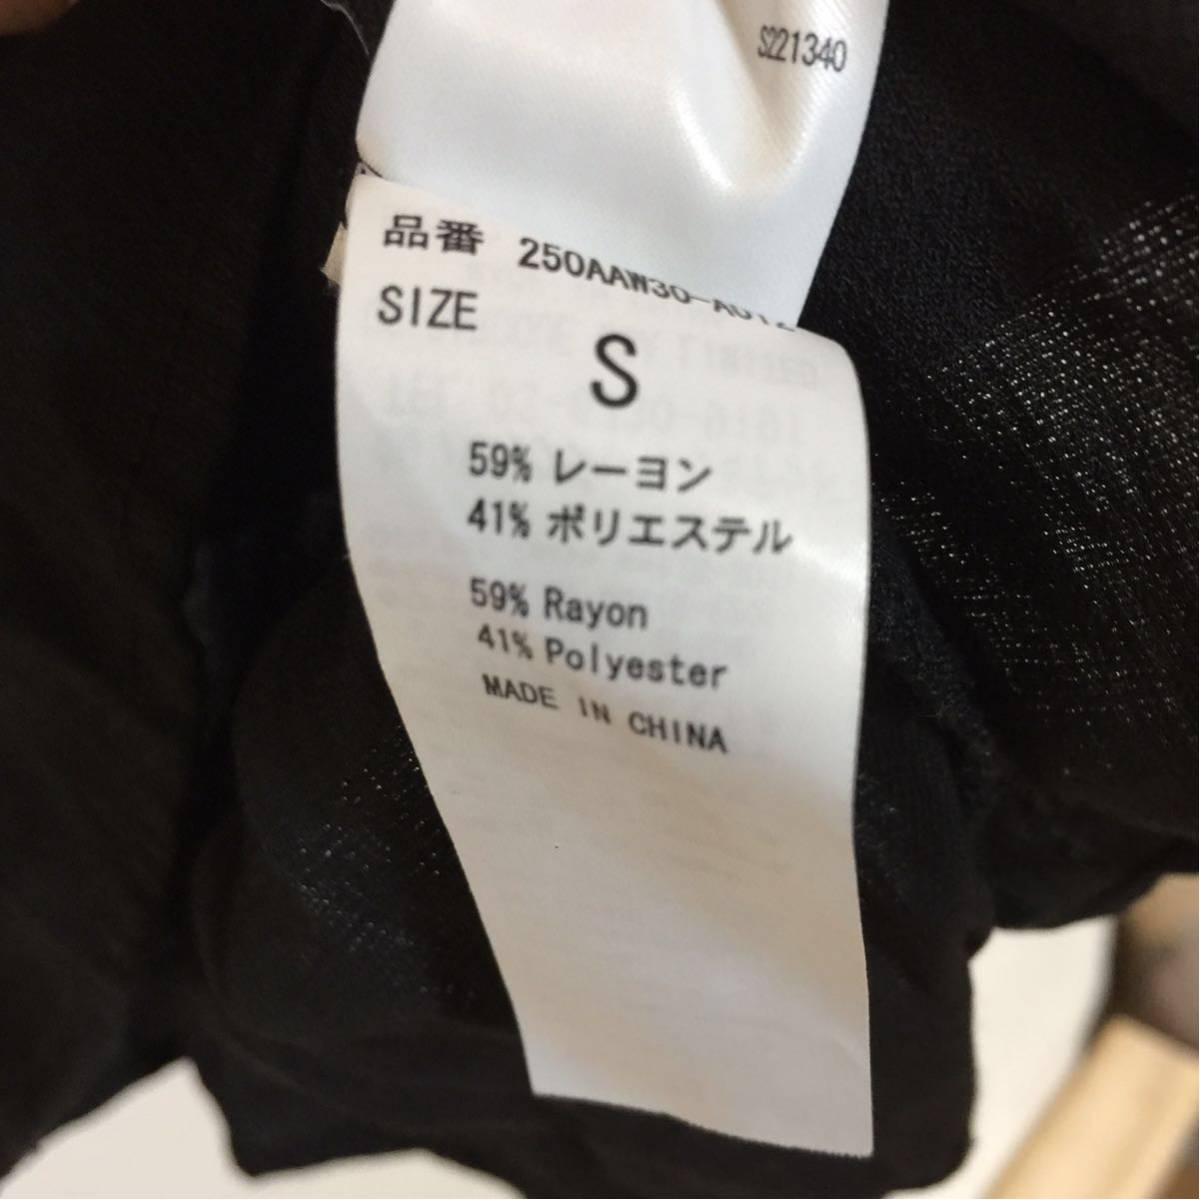 S221340
品番 250AAW30-A012
SIZE
S
59% レーヨン
41% ポリエステル
59% Rayon
41% Polyester
MADE IN CHINA